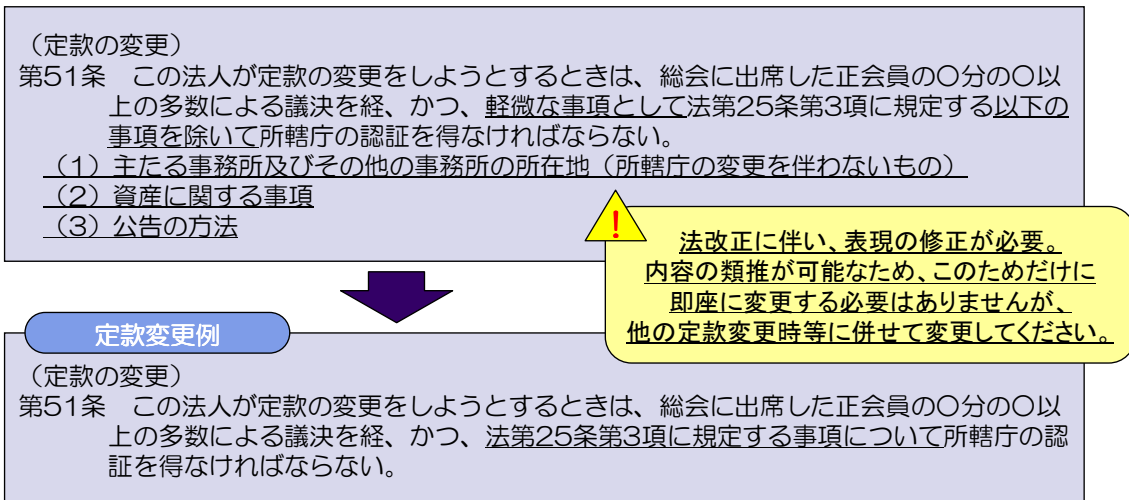 （定款の変更）
第51条　この法人が定款の変更をしようとするときは、総会に出席した正会員の〇分の〇以
上の多数による議決を経、かつ、軽微な事項として法第25条第3項に規定する以下の
事項を除いて所轄庁の認証を得なければならない。
（1）主たる事務所及びその他の事務所の所在地（所轄庁の変更を伴わないもの）
（2）資産に関する事項
（3）公告の方法
!
法改正に伴い、表現の修正が必要。
内容の類推が可能なため、このためだけに
即座に変更する必要はありませんが、
他の定款変更時等に併せて変更してください。
定款変更例
（定款の変更）
第51条　この法人が定款の変更をしようとするときは、総会に出席した正会員の〇分の〇以
上の多数による議決を経、かつ、法第25条第3項に規定する事項について所轄庁の認
証を得なければならない。